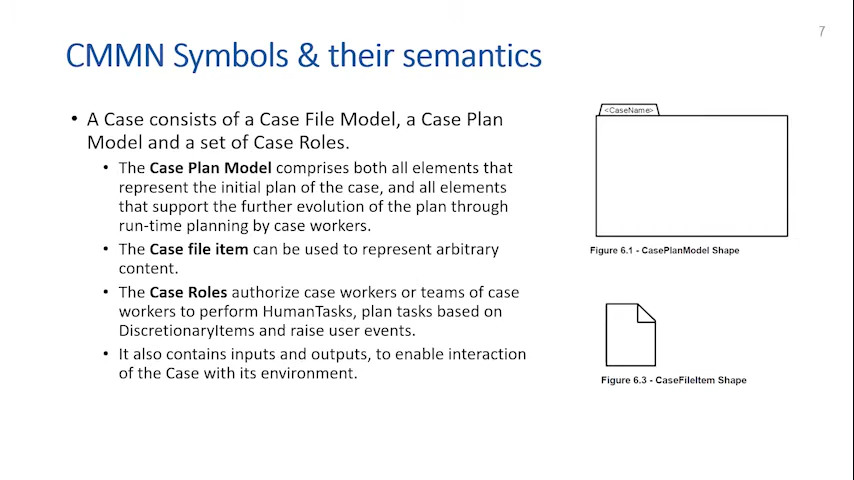 7
CMMN Symbols & their semantics
• A Case consists of a Case File Model, a Case Plan
Model and a set of Case Roles.
• The Case Plan Model comprises both all elements that
represent the initial plan of the case, and all elements
that support the further evolution of the plan through
run-time planning by case workers.
• The Case file item can be used to represent arbitrary
content.
• The Case Roles authorize case workers or teams of case
workers to perform HumanTasks, plan tasks based on
DiscretionaryItems and raise user events.
• It also contains inputs and outputs, to enable interaction
of the Case with its environment.
<CaseName>
Figure 6.1 - CasePlanModel Shape
Figure 6.3 - CaseFileItem Shape